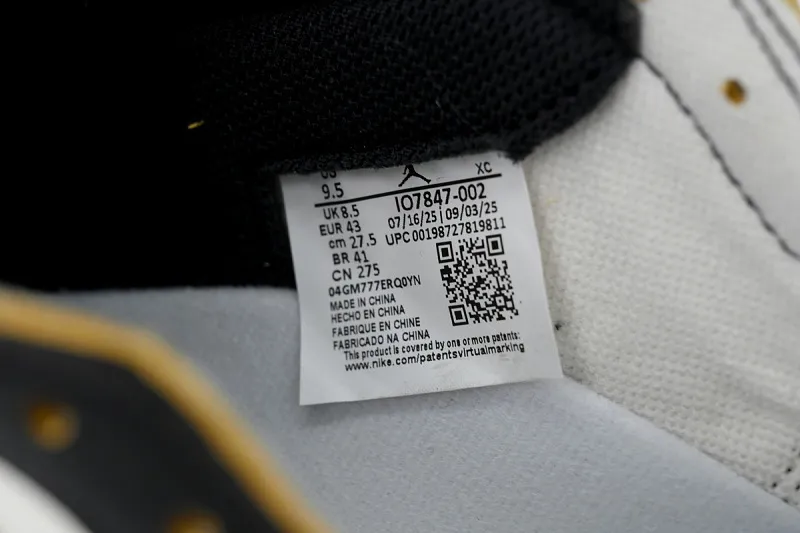 US XC
9.5
UK 8.5 IO7847-002
EUR 43 07/16/25 | 09/03/25
cm 27.5 UPC 00198727819811
BR 41
CN 275
04GM777ERQ0YN
MADE IN CHINA
HECHO EN CHINA
FABRIQUE EN CHINE
FABRICADO NA CHINA
This product is covered by one or more patents:
www.nike.com/patentsvirtualmarking